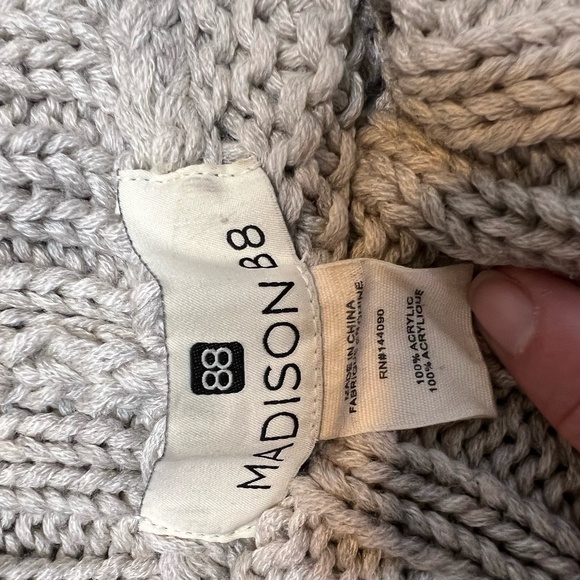 88
MADISON 88
MADE IN CHINA
FABRIQUÉ EN CHINE
RN#144090
100% ACRYLIC
100% ACRYLIQUE